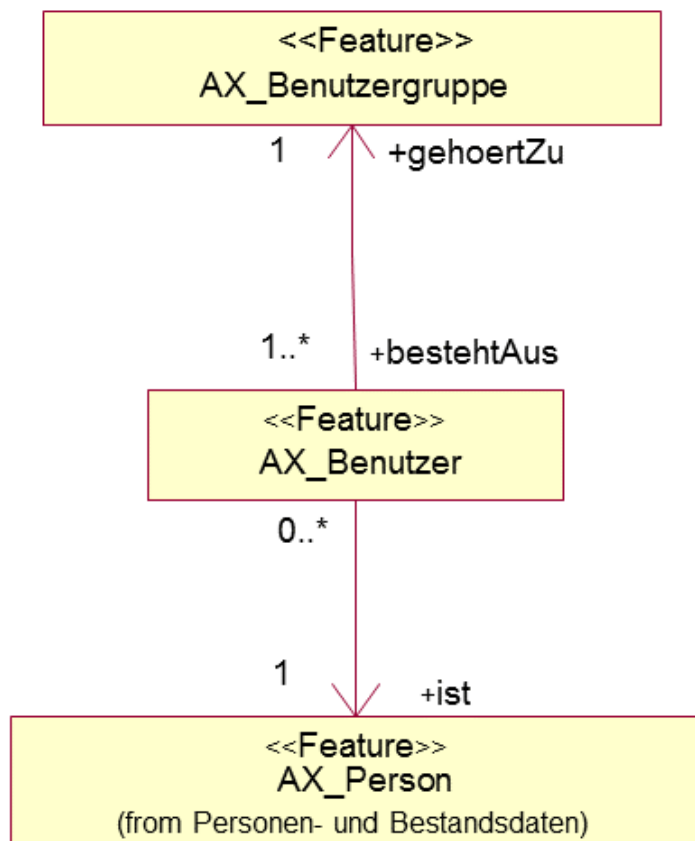 <<Feature>>
AX_Benutzergruppe
1 +gehoertZu
1..* +bestehtAus
<<Feature>>
AX_Benutzer
0..*
1 +ist
<<Feature>>
AX_Person
(from Personen- und Bestandsdaten)